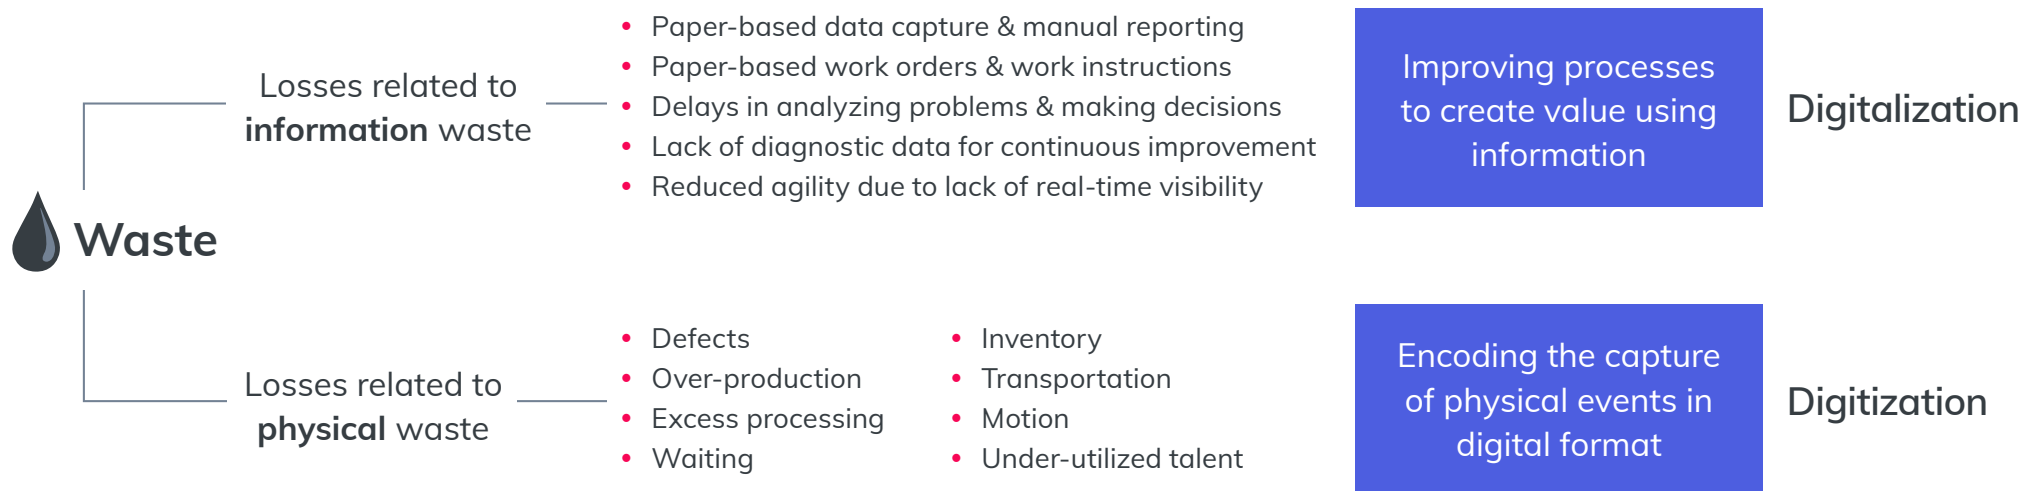 Waste
Losses related to
information waste
Paper-based data capture & manual reporting
Paper-based work orders & work instructions
Delays in analyzing problems & making decisions
Lack of diagnostic data for continuous improvement
Reduced agility due to lack of real-time visibility
Improving processes
to create value using
information
Digitalization
Losses related to
physical waste
Defects
Over-production
Excess processing
Waiting
Inventory
Transportation
Motion
Under-utilized talent
Encoding the capture
of physical events in
digital format
Digitization